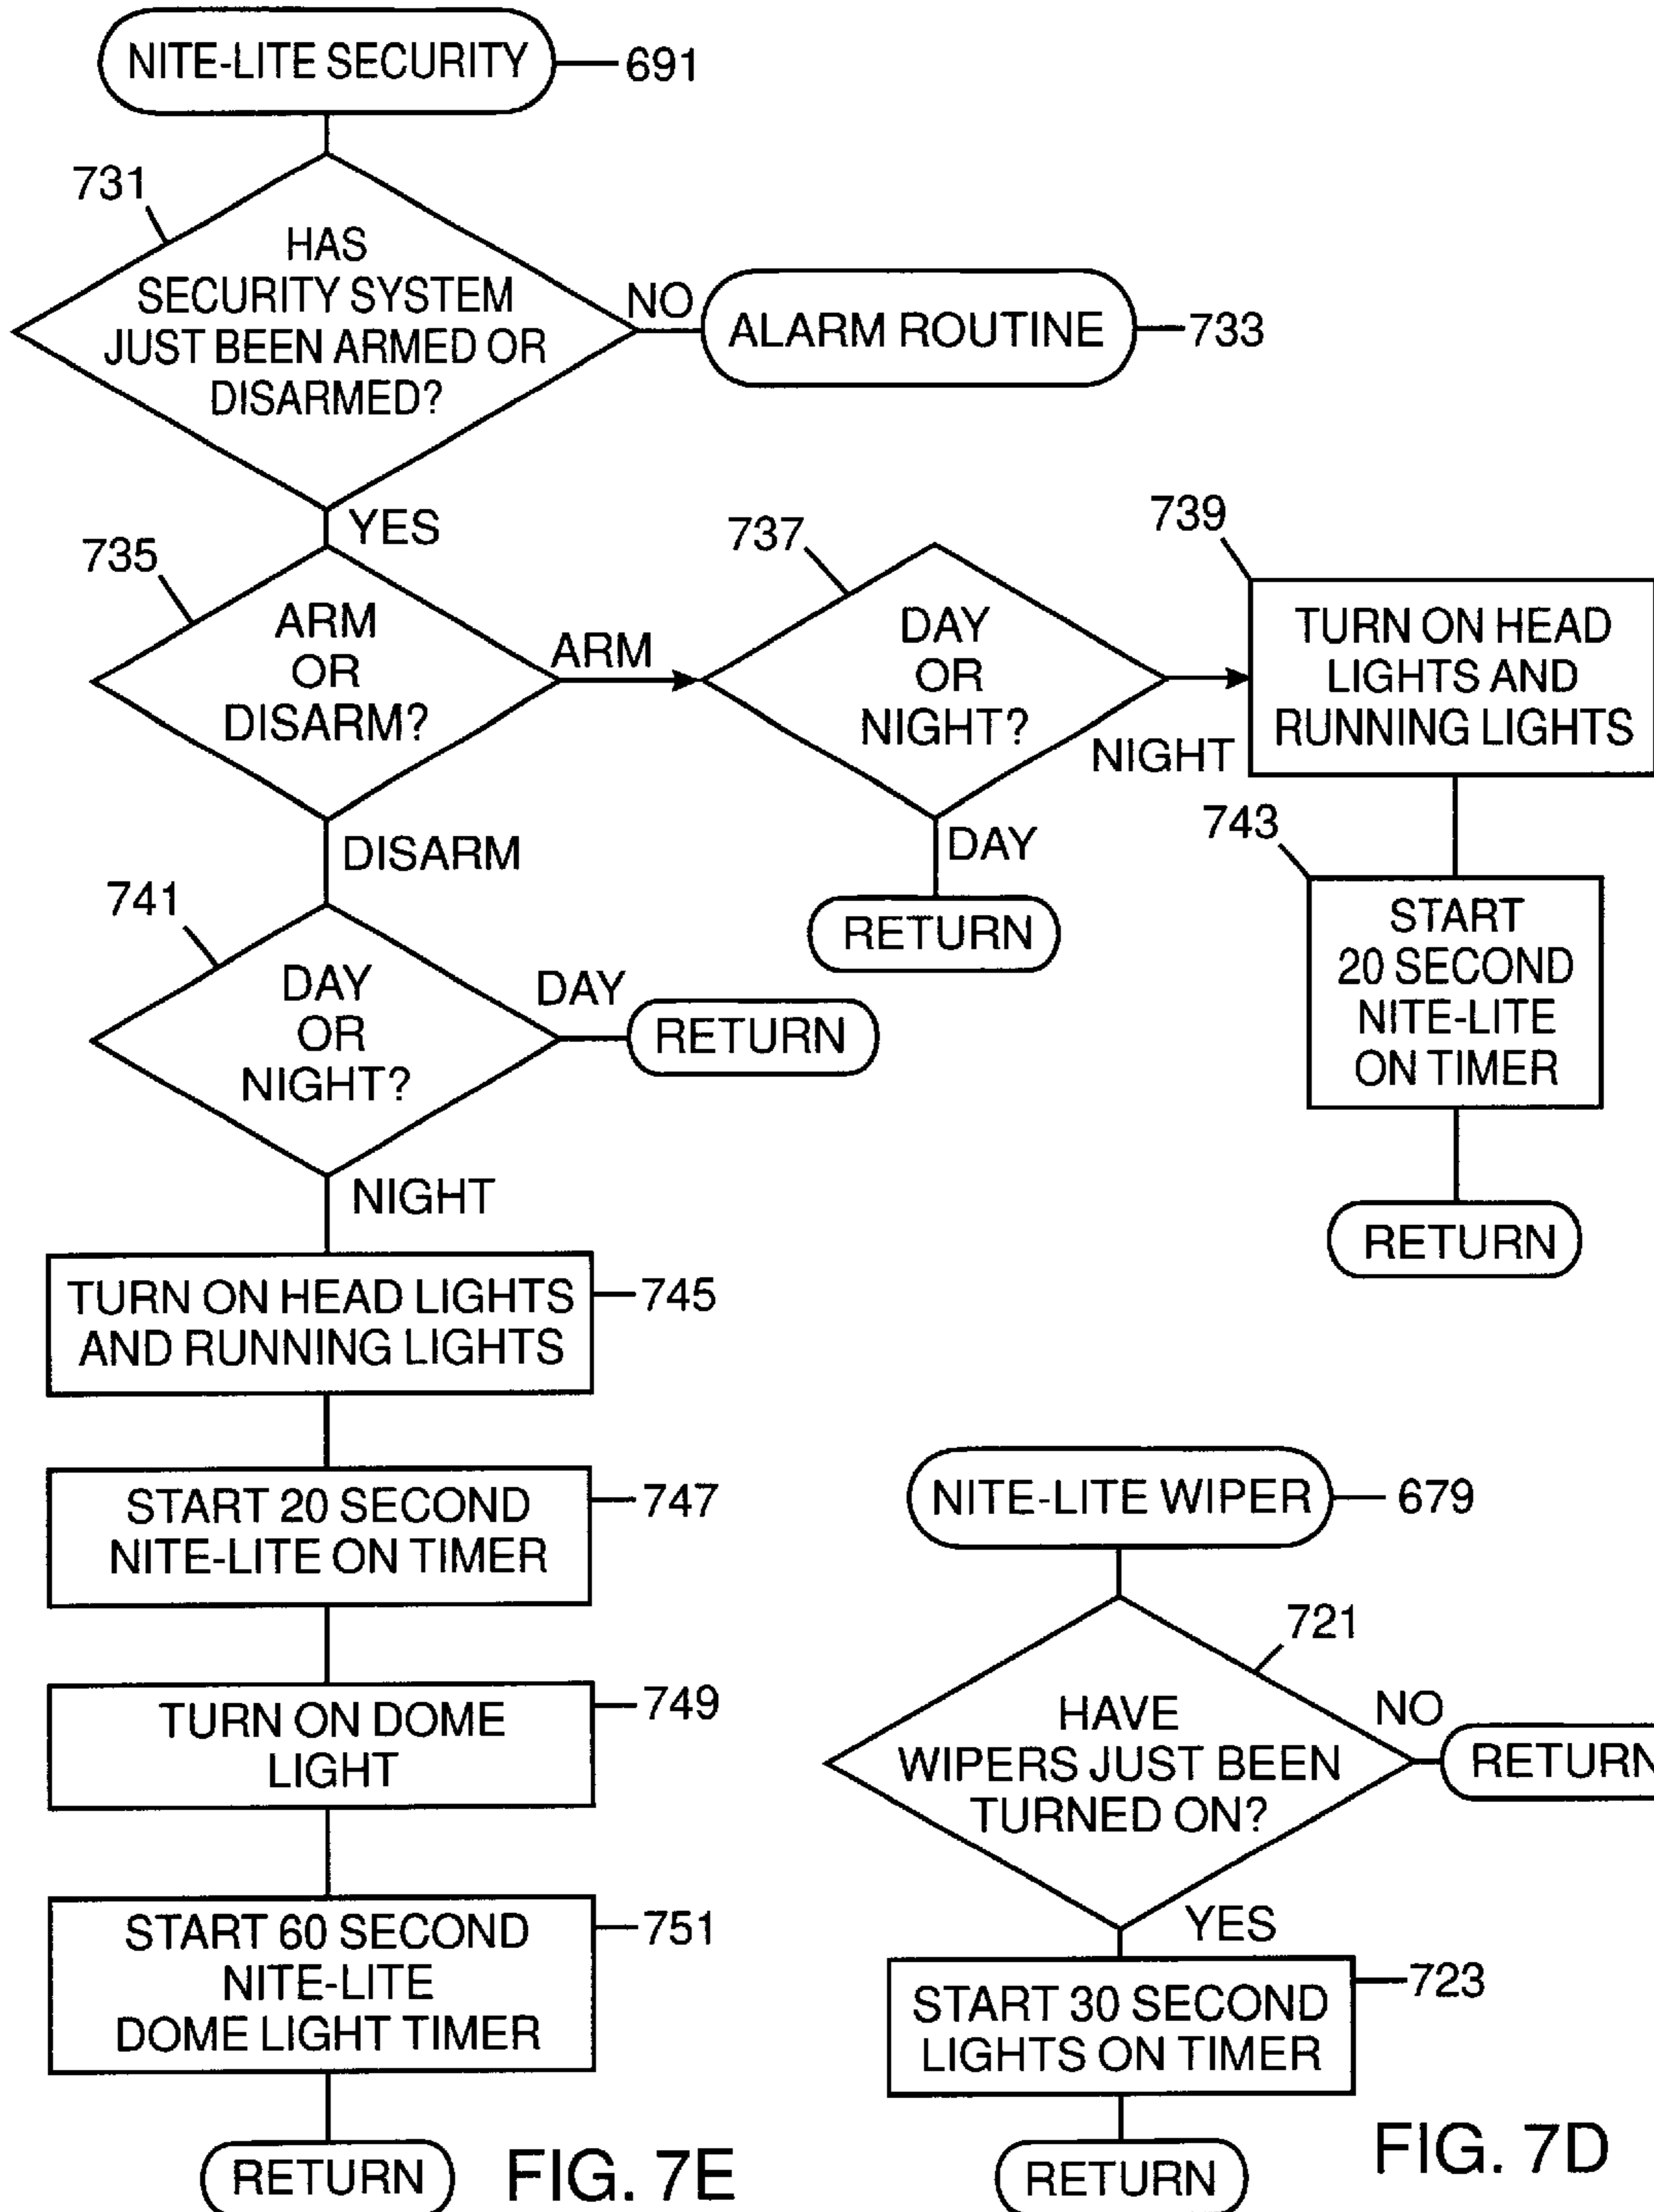 NITE-LITE SECURITY
691
731
HAS
SECURITY SYSTEM
JUST BEEN ARMED OR
DISARMED?
NO
ALARM ROUTINE
733
YES
735
ARM
OR
DISARM?
ARM
737
DAY
OR
NIGHT?
NIGHT
739
TURN ON HEAD
LIGHTS AND
RUNNING LIGHTS
DAY
RETURN
743
START
20 SECOND
NITE-LITE
ON TIMER
RETURN
DISARM
741
DAY
OR
NIGHT?
DAY
RETURN
NIGHT
TURN ON HEAD LIGHTS
AND RUNNING LIGHTS
745
START 20 SECOND
NITE-LITE ON TIMER
747
TURN ON DOME
LIGHT
749
START 60 SECOND
NITE-LITE
DOME LIGHT TIMER
751
RETURN
FIG. 7E
NITE-LITE WIPER
679
721
HAVE
WIPERS JUST BEEN
TURNED ON?
NO
RETURN
YES
START 30 SECOND
LIGHTS ON TIMER
723
RETURN
FIG. 7D